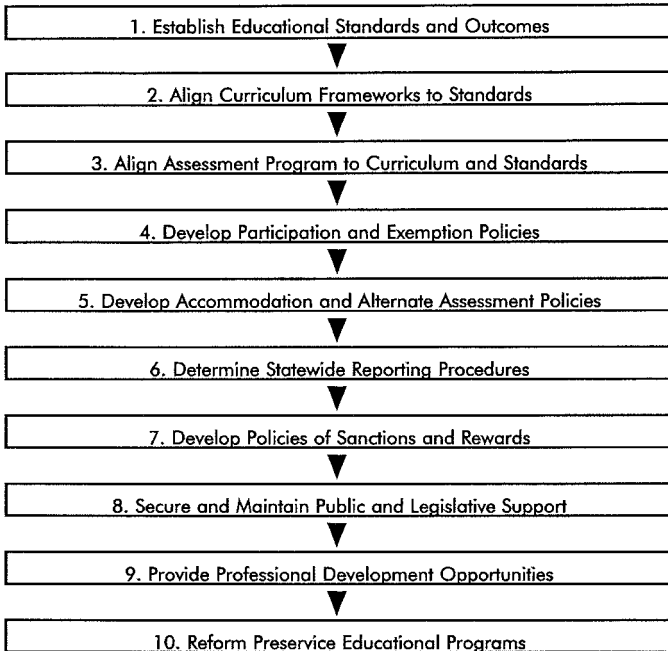 1. Establish Educational Standards and Outcomes
2. Align Curriculum Frameworks to Standards
3. Align Assessment Program to Curriculum and Standards
4. Develop Participation and Exemption Policies
5. Develop Accommodation and Alternate Assessment Policies
6. Determine Statewide Reporting Procedures
7. Develop Policies of Sanctions and Rewards
8. Secure and Maintain Public and Legislative Support
9. Provide Professional Development Opportunities
10. Reform Preservice Educational Programs